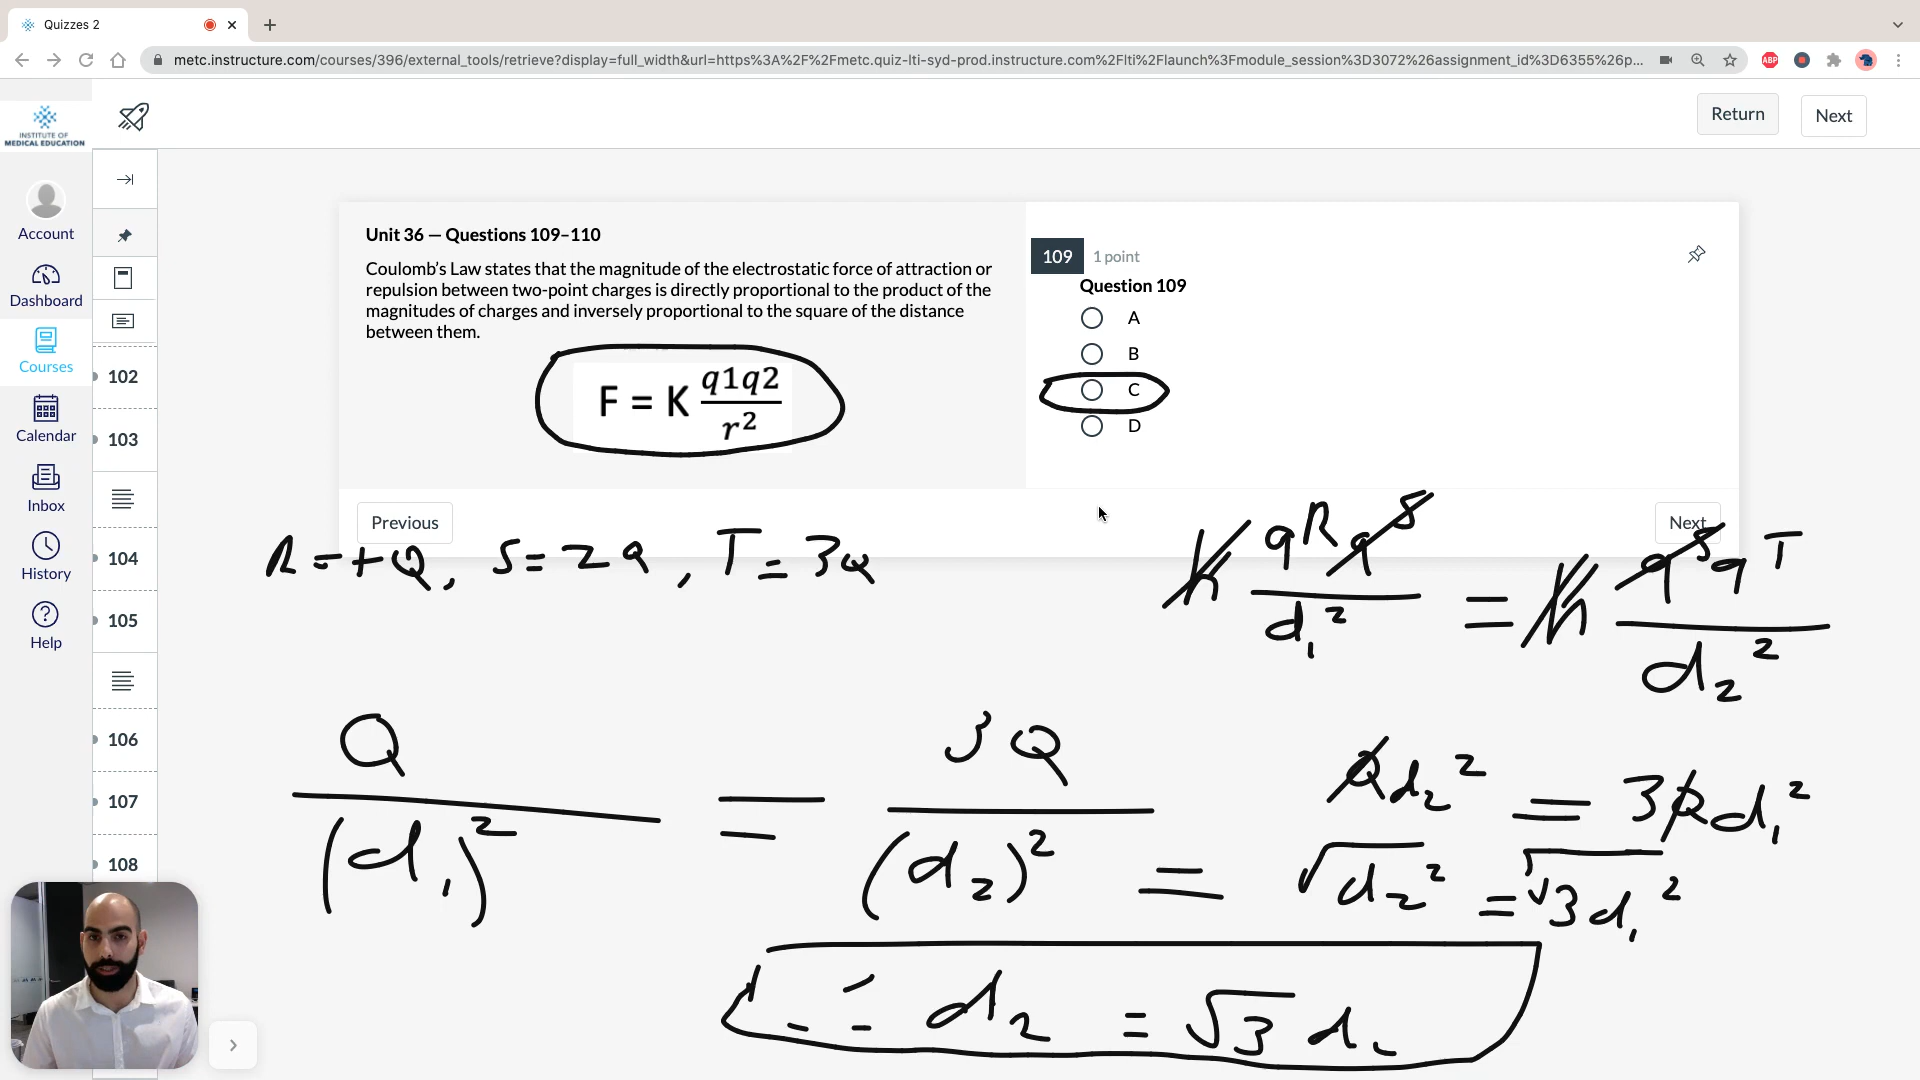 Quizzes 2
metc.instructure.com/courses/396/external_tools/retrieve?display=full_width&url=https%3A%2F%2Fmetc.quiz-lti-syd-prod.instructure.com%2Flti%2Flaunch%3Fmodule_session%3D3072%26assignment_id%3D6355%26p...
ABP
INSTITUTE OF
MEDICAL EDUCATION
Return
Next
Account
Dashboard
Courses
Calendar
Inbox
History
Help
102
103
104
105
106
107
108
Unit 36 — Questions 109–110
Coulomb's Law states that the magnitude of the electrostatic force of attraction or
repulsion between two-point charges is directly proportional to the product of the
magnitudes of charges and inversely proportional to the square of the distance
between them.
F = K q1q2 / r²
109
1 point
Question 109
A
B
C
D
Previous
Next
R = +Q, S = 2Q, T = 3Q
K qR qS / d₁² = K qS qT / d₂²
Q / (d₁)² = 3Q / (d₂)² =
Qd₂² = 3Qd₁²
√d₂² = √3d₁²
∴ d₂ = √3 d₁